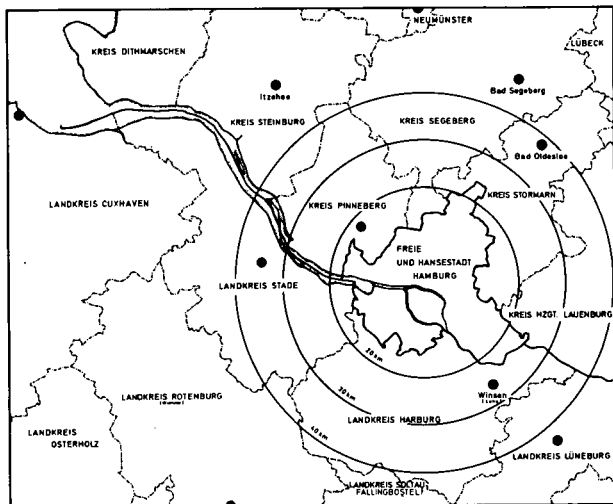 NEUMÜNSTER
LÜBECK
KREIS DITHMARSCHEN
Itzehoe
Bad Segeberg
KREIS STEINBURG
KREIS SEGEBERG
Bad Oldesloe
LANDKREIS CUXHAVEN
KREIS PINNEBERG
KREIS STORMARN
FREIE
UND HANSESTADT
HAMBURG
LANDKREIS STADE
KREIS HZGT. LAUENBURG
20 km
30 km
40 km
Winsen
(Luhe)
LANDKREIS ROTENBURG
(Wümme)
LANDKREIS HARBURG
LANDKREIS
OSTERHOLZ
LANDKREIS LÜNEBURG
LANDKREIS SOLTAU-
FALLINGBOSTEL